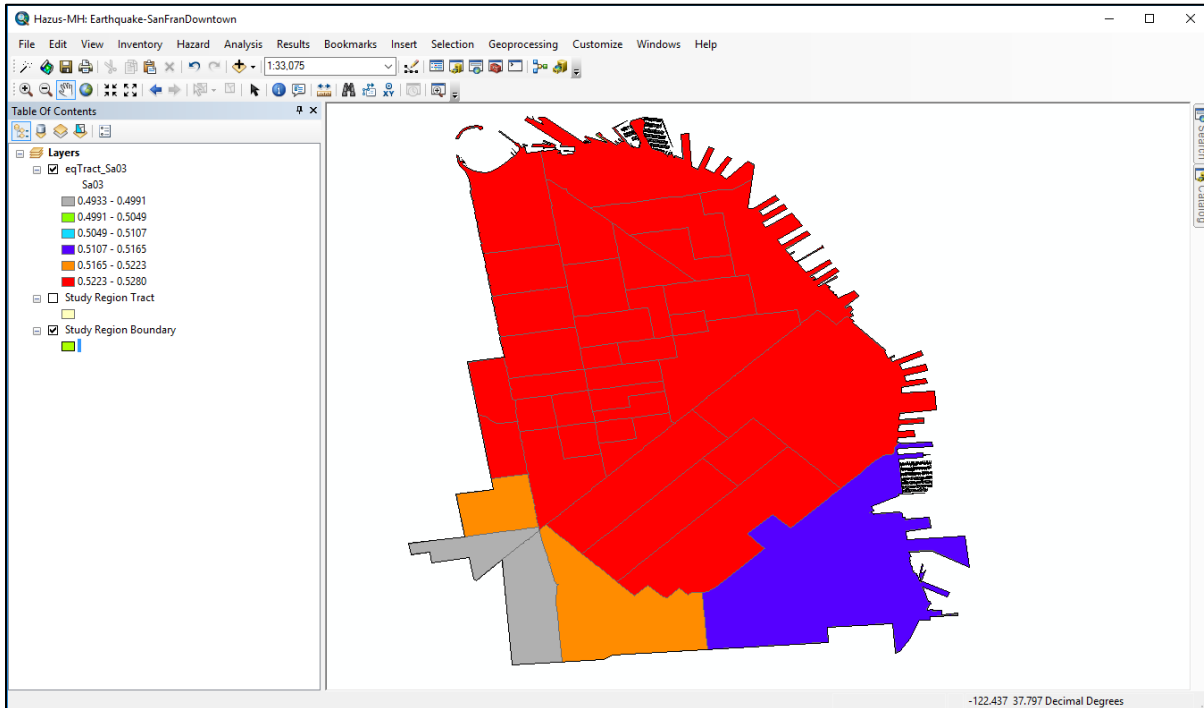 Hazus-MH: Earthquake-SanFranDowntown
File Edit View Inventory Hazard Analysis Results Bookmarks Insert Selection Geoprocessing Customize Windows Help
1:33.075
Table Of Contents
Layers
eqTract_Sa03
Sa03
0.4933 - 0.4991
0.4991 - 0.5049
0.5049 - 0.5107
0.5107 - 0.5165
0.5165 - 0.5223
0.5223 - 0.5280
Study Region Tract
Study Region Boundary
Search
Catalog
-122.437 37.797 Decimal Degrees